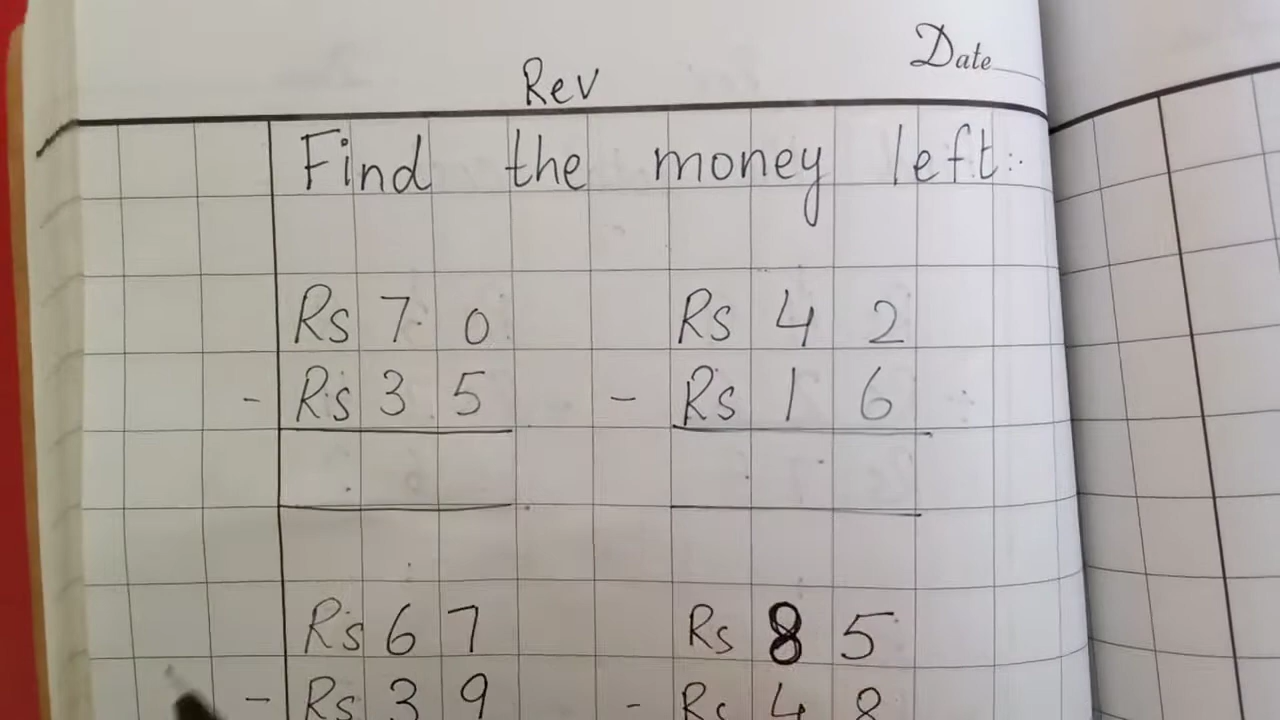 Date
Rev
Find the money left:-
Rs 7 0 Rs 4 2
- Rs 3 5 - Rs 1 6
Rs 6 7 Rs 8 5
- Rs 3 9 - Rs 4 8